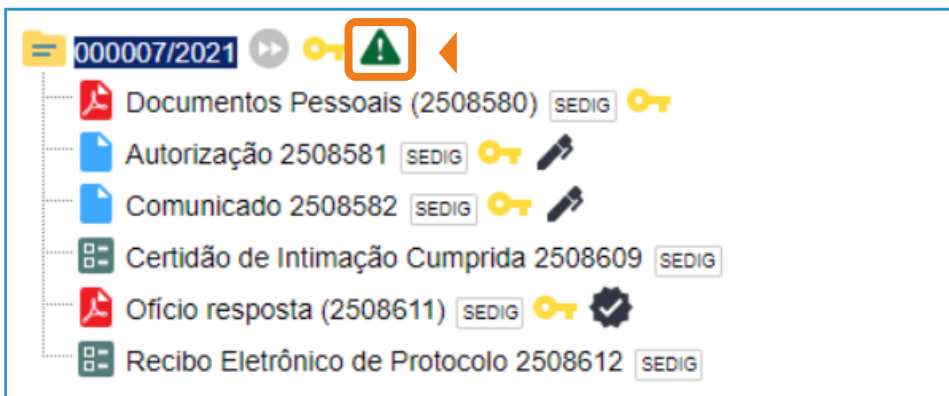 000007/2021
Documentos Pessoais (2508580) SEDIG
Autorização 2508581 SEDIG
Comunicado 2508582 SEDIG
Certidão de Intimação Cumprida 2508609 SEDIG
Ofício resposta (2508611) SEDIG
Recibo Eletrônico de Protocolo 2508612 SEDIG